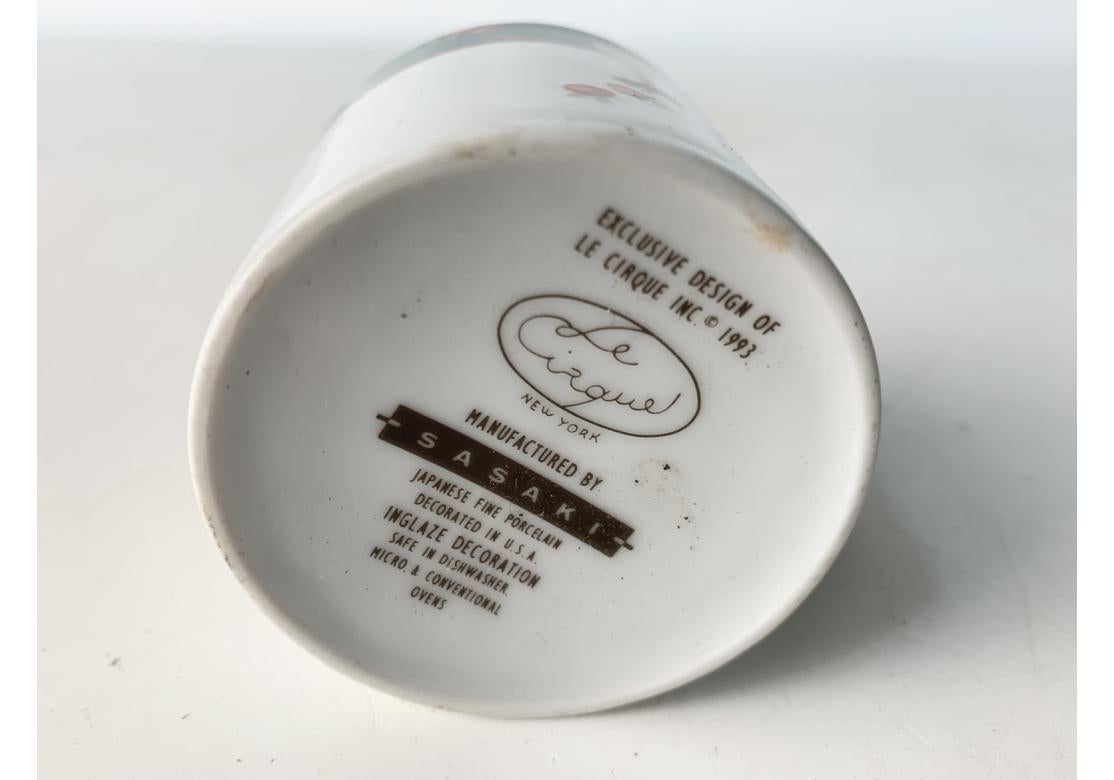 EXCLUSIVE DESIGN OF
LE CIRQUE INC. © 1993
Le
Cirque
NEW YORK
MANUFACTURED BY
SASAKI
JAPANESE FINE PORCELAIN
DECORATED IN U.S.A.
INGLAZE DECORATION
SAFE IN DISHWASHER.
MICRO. & CONVENTIONAL
OVENS